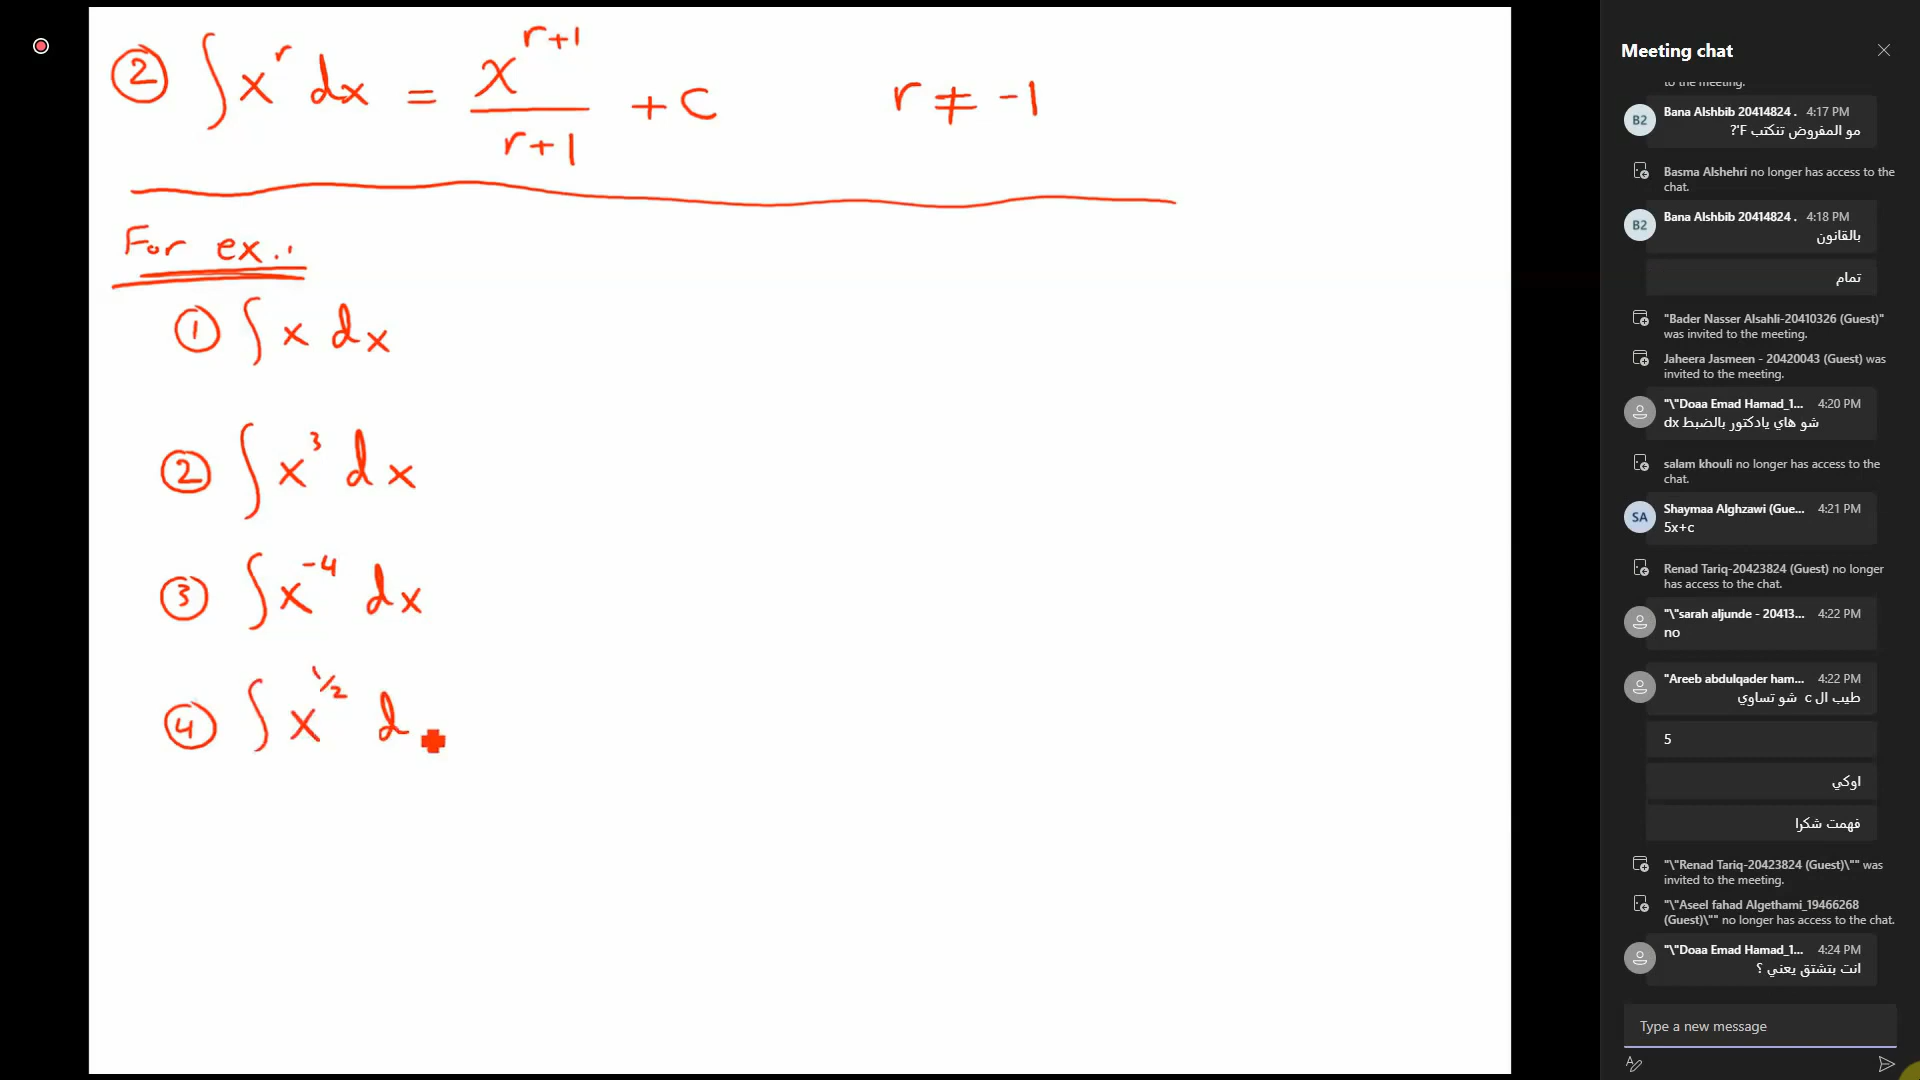 ② ∫ x^r dx = x^(r+1) / (r+1) + c    r ≠ -1
For ex.:
① ∫ x dx
② ∫ x^3 dx
③ ∫ x^-4 dx
④ ∫ x^1/2 d
Meeting chat
to the meeting.
B2
Bana Alshbib 20414824 . 4:17 PM
مو المفروض تنكتب F'?
Basma Alshehri no longer has access to the
chat.
B2
Bana Alshbib 20414824 . 4:18 PM
بالقانون
تمام
"Bader Nasser Alsahli-20410326 (Guest)"
was invited to the meeting.
Jaheera Jasmeen - 20420043 (Guest) was
invited to the meeting.
"\"Doaa Emad Hamad_1... 4:20 PM
شو هاي يادكتور بالضبط dx
salam khouli no longer has access to the
chat.
SA
Shaymaa Alghzawi (Gue... 4:21 PM
5x+c
Renad Tariq-20423824 (Guest) no longer
has access to the chat.
"\"sarah aljunde - 20413... 4:22 PM
no
"Areeb abdulqader ham... 4:22 PM
طيب ال c شو تساوي
5
اوكي
فهمت شكرا
"\"Renad Tariq-20423824 (Guest)\"" was
invited to the meeting.
"\"Aseel fahad Algethami_19466268
(Guest)\"" no longer has access to the chat.
"\"Doaa Emad Hamad_1... 4:24 PM
انت بتشتق يعني ؟
Type a new message